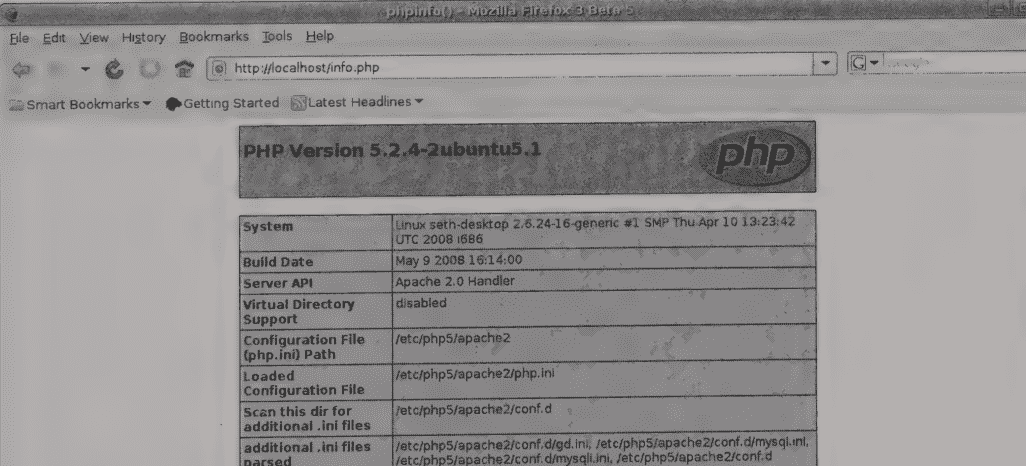 phpinfo() - Mozilla Firefox 3 Beta 5
File Edit View History Bookmarks Tools Help
http://localhost/info.php
G
Smart Bookmarks Getting Started Latest Headlines
PHP Version 5.2.4-2ubuntu5.1
php
System
Linux seth-desktop 2.6.24-16-generic #1 SMP Thu Apr 10 13:23:42
UTC 2008 i686
Build Date
May 9 2008 16:14:00
Server API
Apache 2.0 Handler
Virtual Directory
Support
disabled
Configuration File
(php.ini) Path
/etc/php5/apache2
Loaded
Configuration File
/etc/php5/apache2/php.ini
Scan this dir for
additional .ini files
/etc/php5/apache2/conf.d
additional .ini files
parsed
/etc/php5/apache2/conf.d/gd.ini, /etc/php5/apache2/conf.d/mysql.ini,
/etc/php5/apache2/conf.d/mysqli.ini, /etc/php5/apache2/conf.d